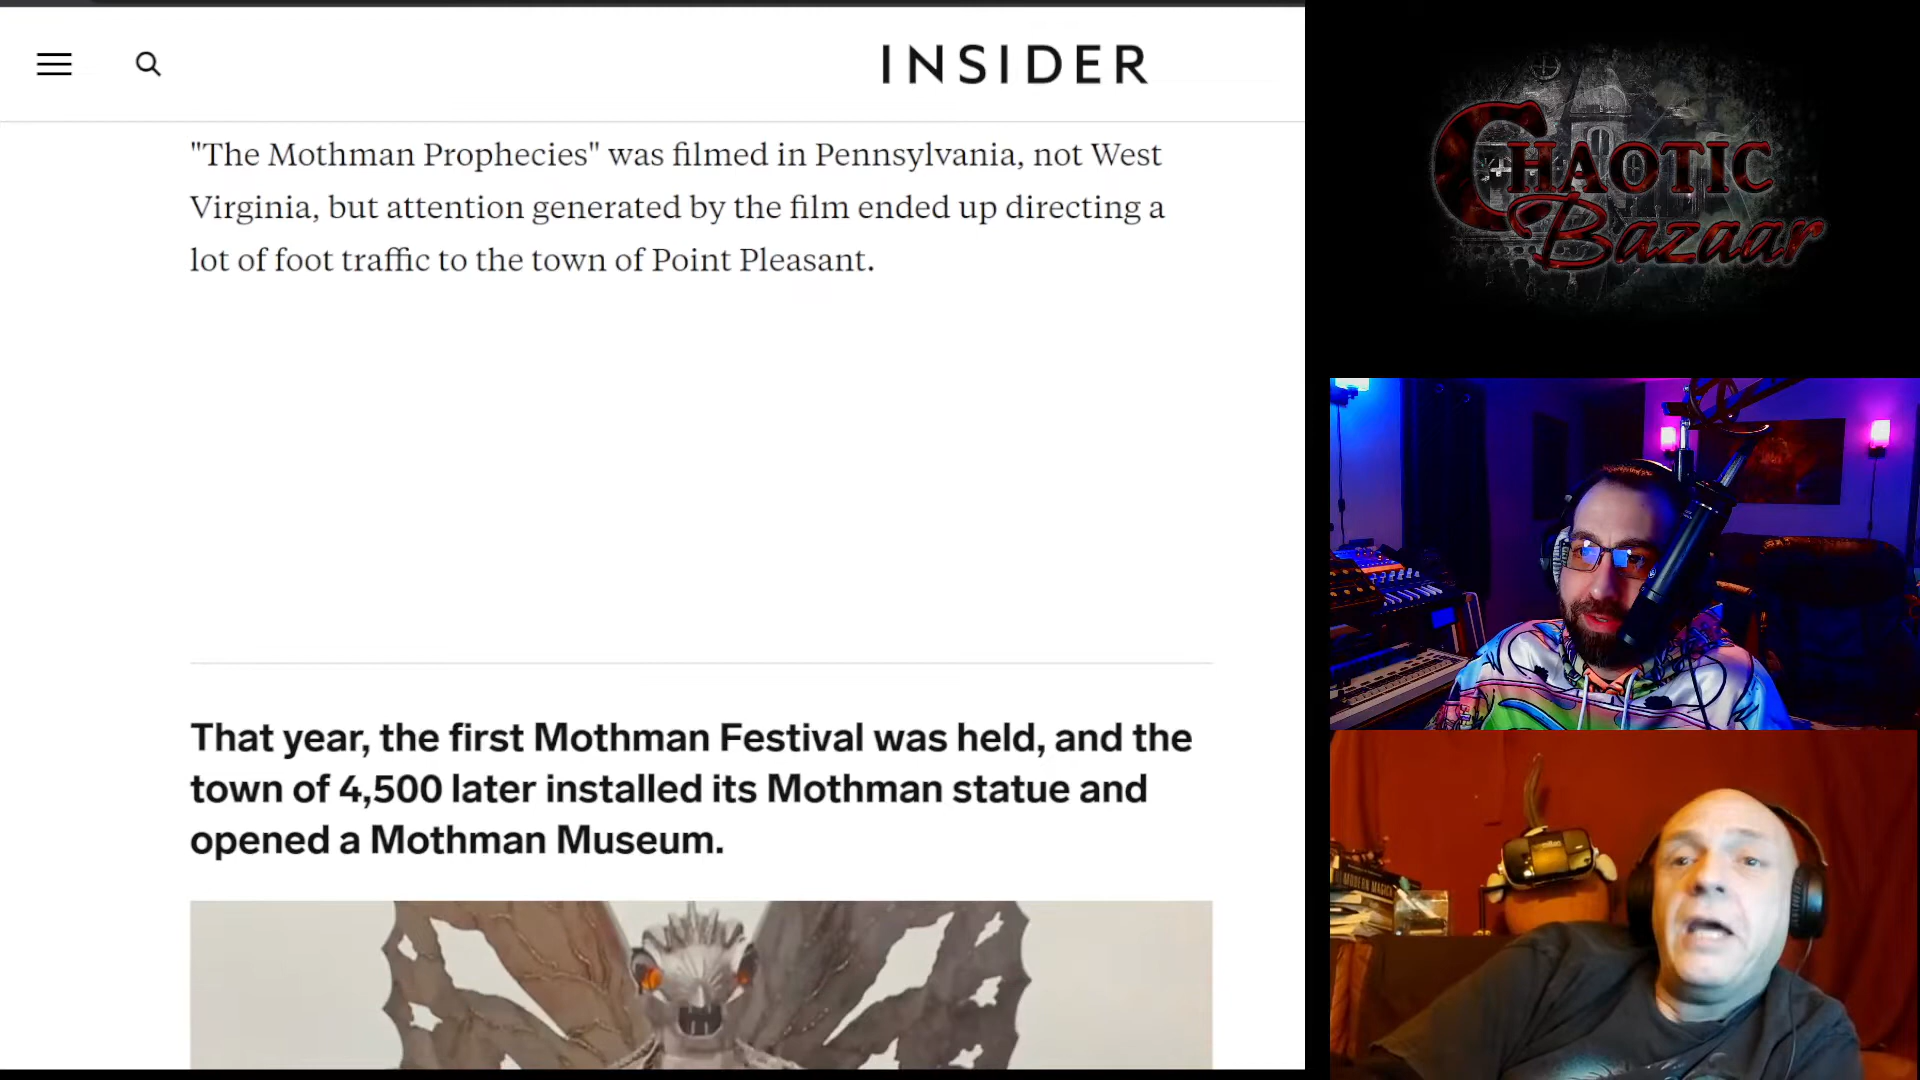 INSIDER
"The Mothman Prophecies" was filmed in Pennsylvania, not West
Virginia, but attention generated by the film ended up directing a
lot of foot traffic to the town of Point Pleasant.
That year, the first Mothman Festival was held, and the
town of 4,500 later installed its Mothman statue and
opened a Mothman Museum.
CHAOTIC
Bazaar
MODERN MAGICK